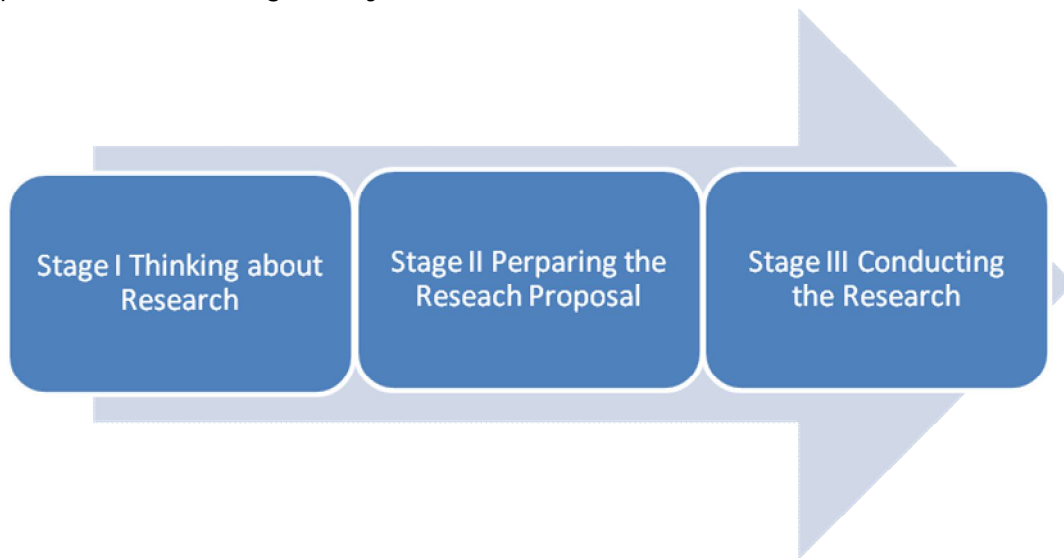 Stage I Thinking about
Research
Stage II Perparing the
Reseach Proposal
Stage III Conducting
the Research